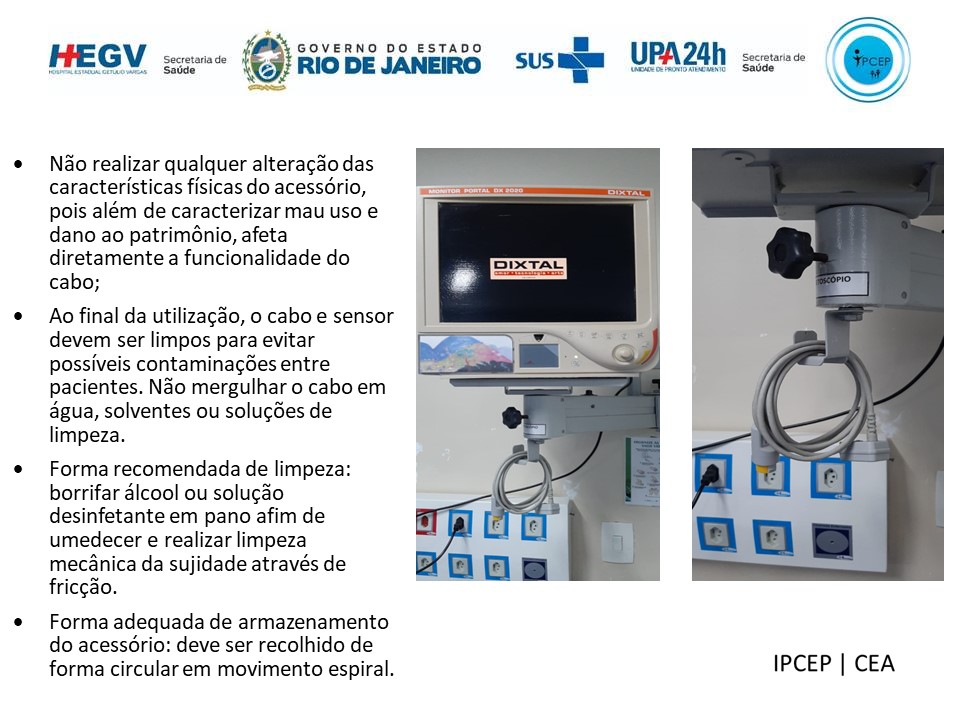 HEGV
HOSPITAL ESTADUAL GETÚLIO VARGAS
Secretaria de
Saúde
GOVERNO DO ESTADO
RIO DE JANEIRO
SUS
UPA24h
UNIDADE DE PRONTO ATENDIMENTO
Secretaria de
Saúde
IPCEP
• Não realizar qualquer alteração das
características físicas do acessório,
pois além de caracterizar mau uso e
dano ao patrimônio, afeta
diretamente a funcionalidade do
cabo;
• Ao final da utilização, o cabo e sensor
devem ser limpos para evitar
possíveis contaminações entre
pacientes. Não mergulhar o cabo em
água, solventes ou soluções de
limpeza.
• Forma recomendada de limpeza:
borrifar álcool ou solução
desinfetante em pano afim de
umedecer e realizar limpeza
mecânica da sujidade através de
fricção.
• Forma adequada de armazenamento
do acessório: deve ser recolhido de
forma circular em movimento espiral.
MONITOR PORTAL DX 2020
DIXTAL
DIXTAL
amor • tecnologia • arte
TOSCÓPIO
IPCEP | CEA